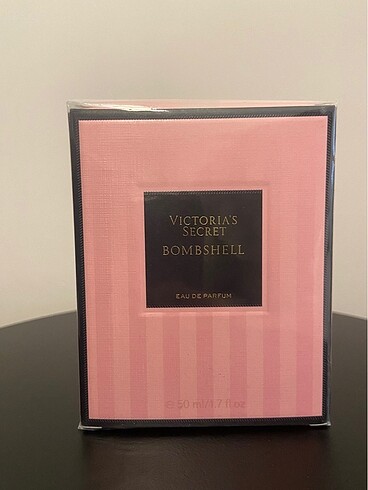 VICTORIA'S
SECRET
BOMBSHELL
EAU DE PARFUM
℮ 50 ml/1.7 fl oz